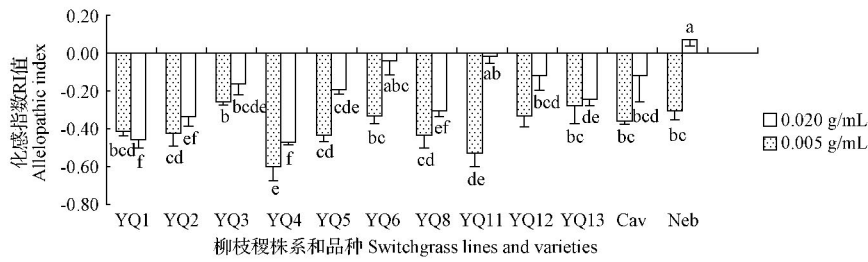 0.20
0.00
-0.20
-0.40
-0.60
-0.80
化感指数RI值
Allelopathic index
a
bcd f cd ef b bcde e f cd cde bc abc cd ef de ab bc bcd bc de bc bcd bc
YQ1 YQ2 YQ3 YQ4 YQ5 YQ6 YQ8 YQ11 YQ12 YQ13 Cav Neb
柳枝稷株系和品种 Switchgrass lines and varieties
0.020 g/mL
0.005 g/mL